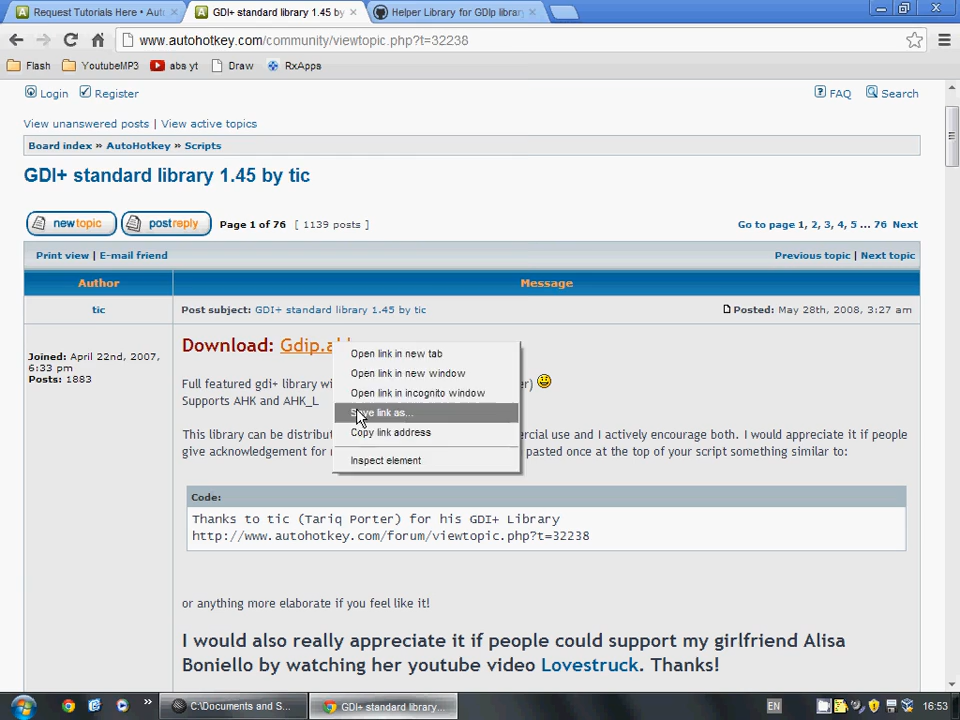 Request Tutorials Here • Auto
GDI+ standard library 1.45 by
Helper Library for GDIp library
www.autohotkey.com/community/viewtopic.php?t=32238
Flash YoutubeMP3 abs yt Draw RxAppa
Login Register FAQ Search
View unanswered posts | View active topics
Board index » AutoHotkey » Scripts
GDI+ standard library 1.45 by tic
newtopic postreply Page 1 of 76 [ 1139 posts ] Go to page 1, 2, 3, 4, 5 ... 76 Next
Print view | E-mail friend Previous topic | Next topic
Author Message
tic Post subject: GDI+ standard library 1.45 by tic Posted: May 28th, 2008, 3:27 am
Joined: April 22nd, 2007, 6:33 pm
Posts: 1883
Download: Gdip.a
Open link in new tab
Open link in new window
Open link in incognito window
Save link as...
Copy link address
Inspect element
Full featured gdi+ library wi r)
Supports AHK and AHK_L
This library can be distribut rcial use and I actively encourage both. I would appreciate it if people
give acknowledgement for pasted once at the top of your script something similar to:
Code:
Thanks to tic (Tariq Porter) for his GDI+ Library
http://www.autohotkey.com/forum/viewtopic.php?t=32238
or anything more elaborate if you feel like it!
I would also really appreciate it if people could support my girlfriend Alisa
Boniello by watching her youtube video Lovestruck. Thanks!
» C:\Documents and S... GDI+ standard library... EN 16:53